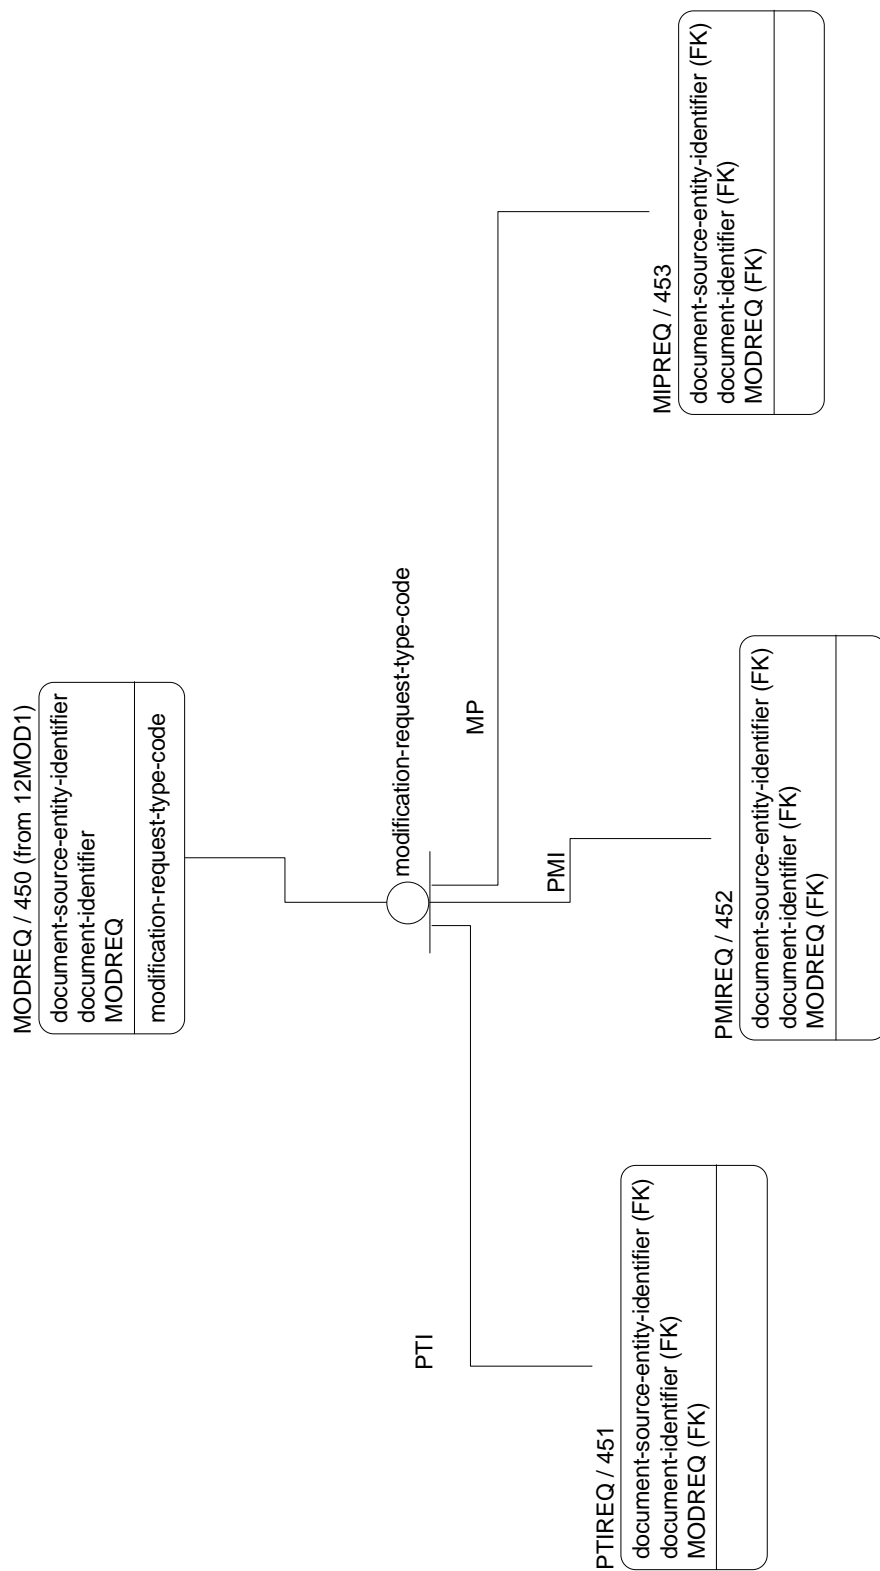 MODREQ / 450 (from 12MOD1)
document-source-entity-identifier
document-identifier
MODREQ
modification-request-type-code
modification-request-type-code
PTI
PMI
MP
PTIREQ / 451
document-source-entity-identifier (FK)
document-identifier (FK)
MODREQ (FK)
PMIREQ / 452
document-source-entity-identifier (FK)
document-identifier (FK)
MODREQ (FK)
MIPREQ / 453
document-source-entity-identifier (FK)
document-identifier (FK)
MODREQ (FK)